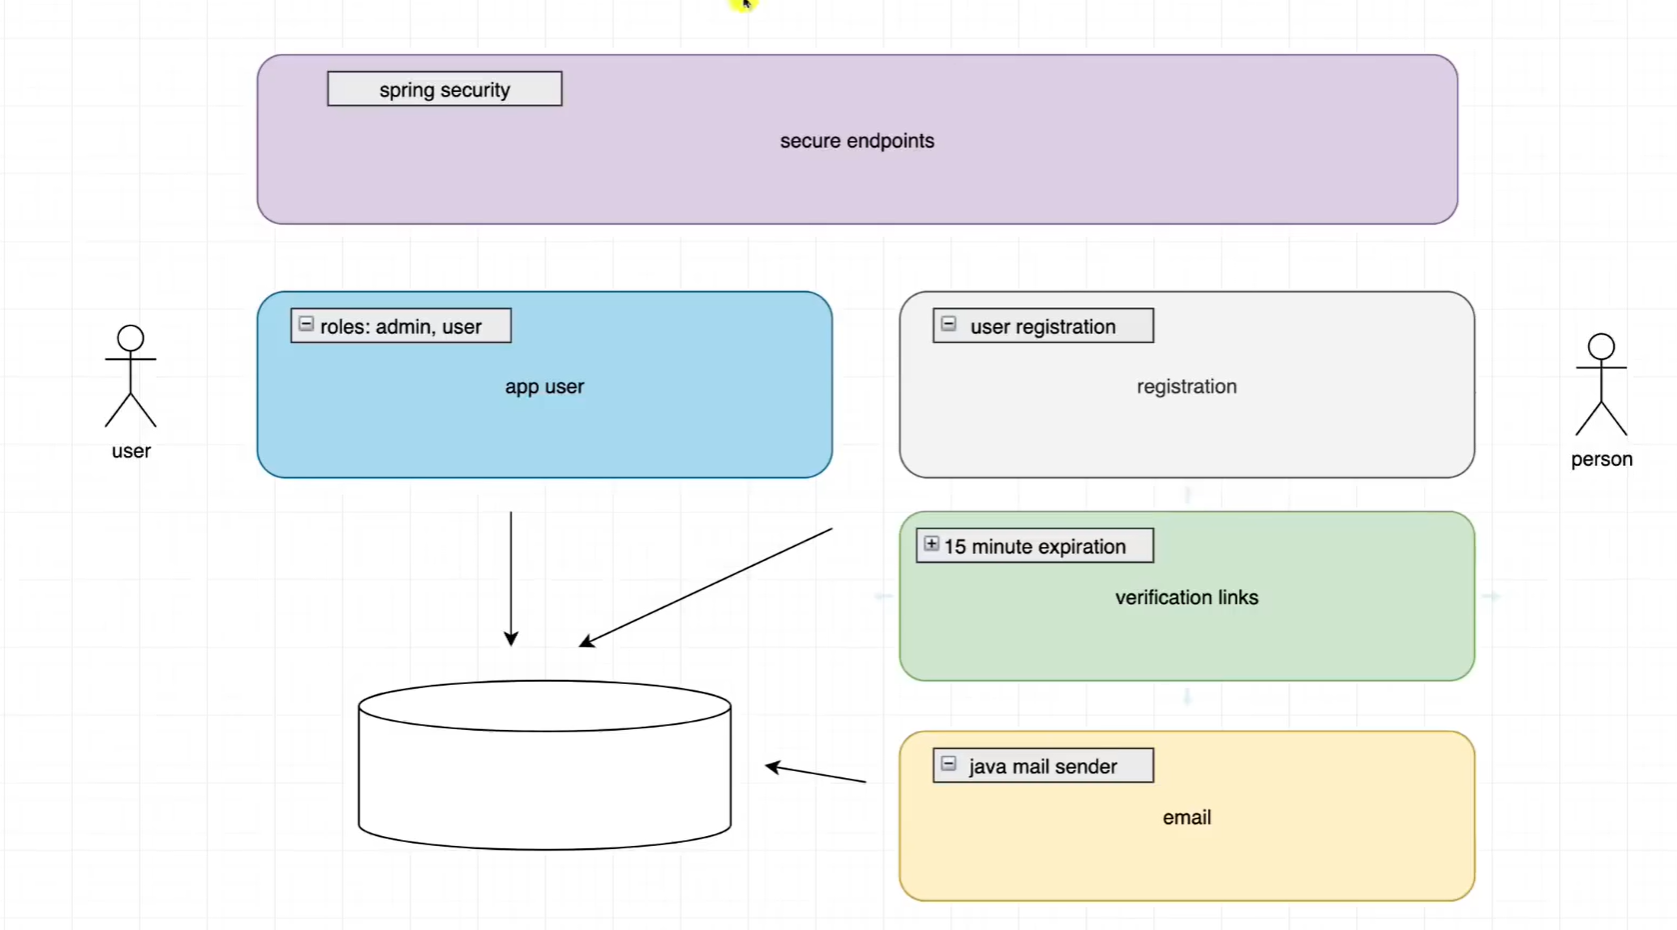 spring security
secure endpoints
roles: admin, user
app user
user registration
registration
user
person
15 minute expiration
verification links
java mail sender
email